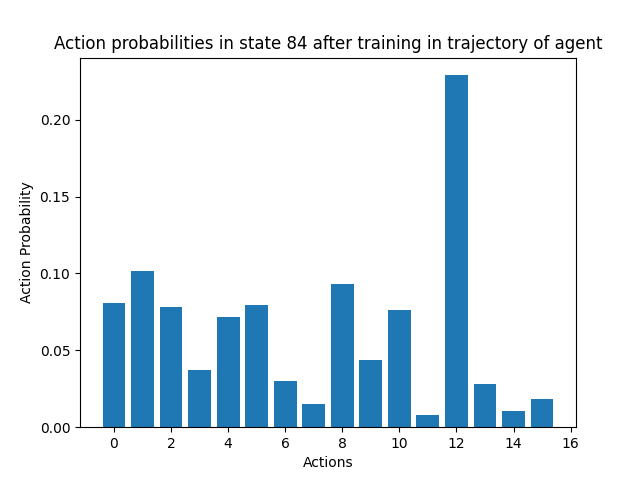 Action probabilities in state 84 after training in trajectory of agent
0.20
0.15
0.10
0.05
0.00
Action Probability
0 2 4 6 8 10 12 14 16
Actions